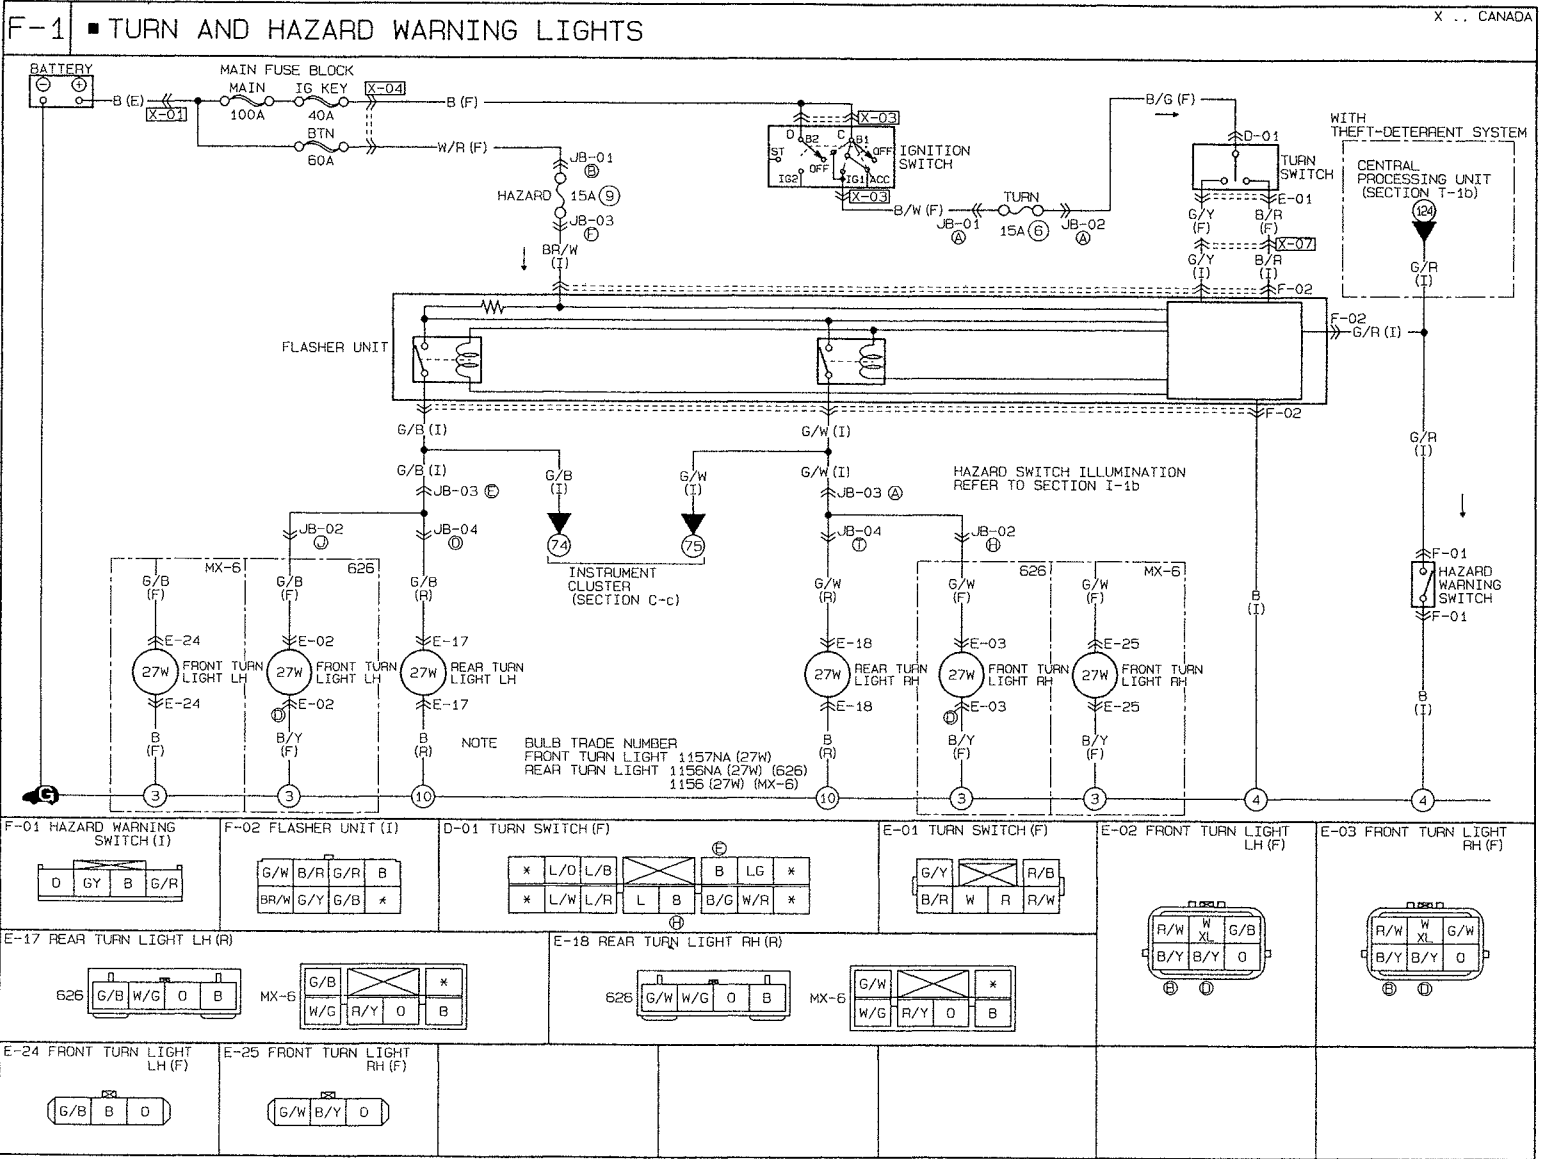 F-1 ■ TURN AND HAZARD WARNING LIGHTS
X .. CANADA
BATTERY
MAIN FUSE BLOCK
MAIN
100A
IG KEY
40A
BTN
60A
B (E)
X-01
X-04
B (F)
W/R (F)
JB-01
B
HAZARD
15A 9
JB-03
F
BR/W
(I)
X-03
D
B2
C
B1
ST
OFF
OFF
IG2
IG1
ACC
IGNITION
SWITCH
X-03
B/W (F)
JB-01
A
TURN
15A 6
JB-02
A
B/G (F)
D-01
TURN
SWITCH
E-01
G/Y
(F)
B/R
(F)
X-07
G/Y
(I)
B/R
(I)
F-02
WITH
THEFT-DETERRENT SYSTEM
CENTRAL
PROCESSING UNIT
(SECTION T-1b)
124
G/R
(I)
F-02
G/R (I)
FLASHER UNIT
F-02
G/B (I)
G/W (I)
G/B (I)
G/B
(I)
G/W
(I)
G/W (I)
JB-03 E
JB-03 A
HAZARD SWITCH ILLUMINATION
REFER TO SECTION I-1b
G/R
(I)
JB-02
J
JB-04
D
74
75
INSTRUMENT
CLUSTER
(SECTION C-c)
JB-04
T
JB-02
H
F-01
HAZARD
WARNING
SWITCH
F-01
MX-6
626
626
MX-6
G/B
(F)
G/B
(F)
G/B
(R)
G/W
(R)
G/W
(F)
G/W
(F)
B
(I)
E-24
E-02
E-17
E-18
E-03
E-25
27W
FRONT TURN
LIGHT LH
27W
FRONT TURN
LIGHT LH
27W
REAR TURN
LIGHT LH
27W
REAR TURN
LIGHT RH
27W
FRONT TURN
LIGHT RH
27W
FRONT TURN
LIGHT RH
E-24
D
E-02
E-17
E-18
D
E-03
E-25
B
(F)
B/Y
(F)
B
(R)
B
(R)
B/Y
(F)
B/Y
(F)
B
(I)
NOTE
BULB TRADE NUMBER
FRONT TURN LIGHT 1157NA (27W)
REAR TURN LIGHT 1156NA (27W) (626)
1156 (27W) (MX-6)
G
3
3
10
10
3
3
4
4
F-01 HAZARD WARNING
SWITCH (I)
O GY B G/R
F-02 FLASHER UNIT (I)
G/W B/R G/R B
BR/W G/Y G/B *
D-01 TURN SWITCH (F)
E
* L/O L/B B LG *
* L/W L/R L B B/G W/R *
H
E-01 TURN SWITCH (F)
G/Y R/B
B/R W R R/W
E-02 FRONT TURN LIGHT
LH (F)
R/W W XL G/B
B/Y B/Y O
B D
E-03 FRONT TURN LIGHT
RH (F)
R/W W XL G/W
B/Y B/Y O
B D
E-17 REAR TURN LIGHT LH (R)
626
G/B W/G O B
MX-6
G/B *
W/G R/Y O B
E-18 REAR TURN LIGHT RH (R)
626
G/W W/G O B
MX-6
G/W *
W/G R/Y O B
E-24 FRONT TURN LIGHT
LH (F)
G/B B O
E-25 FRONT TURN LIGHT
RH (F)
G/W B/Y O